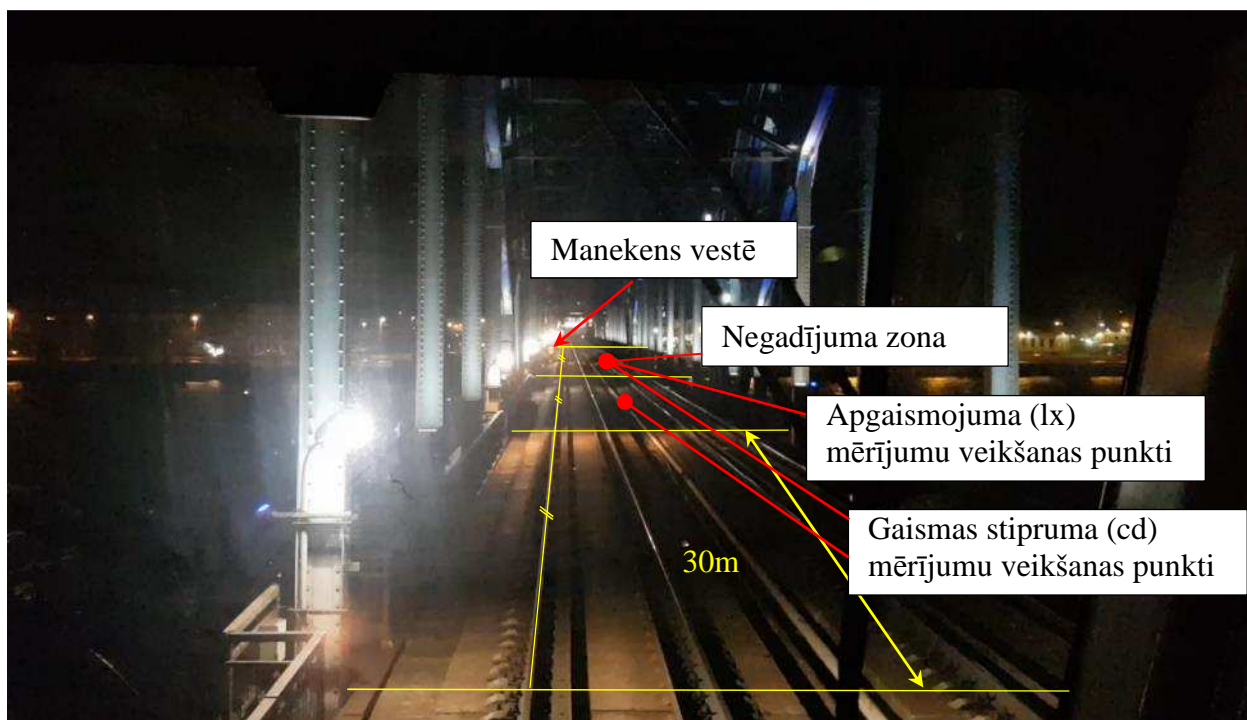 Manekens vestē
Negadījuma zona
Apgaismojuma (lx)
mērījumu veikšanas punkti
Gaismas stipruma (cd)
mērījumu veikšanas punkti
30m